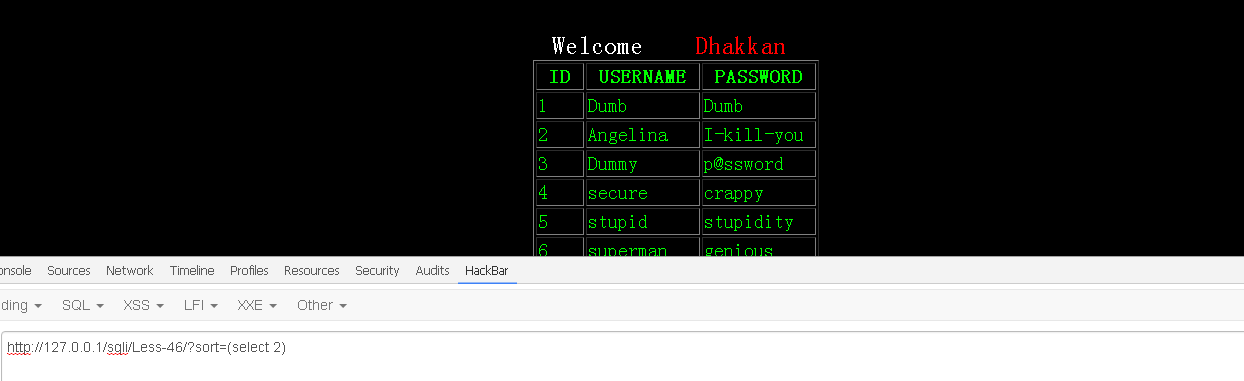 Welcome Dhakkan
ID USERNAME PASSWORD
1 Dumb Dumb
2 Angelina I-kill-you
3 Dummy p@ssword
4 secure crappy
5 stupid stupidity
6 superman genious
onsole Sources Network Timeline Profiles Resources Security Audits HackBar
ding SQL XSS LFI XXE Other
http://127.0.0.1/sqli/Less-46/?sort=(select 2)